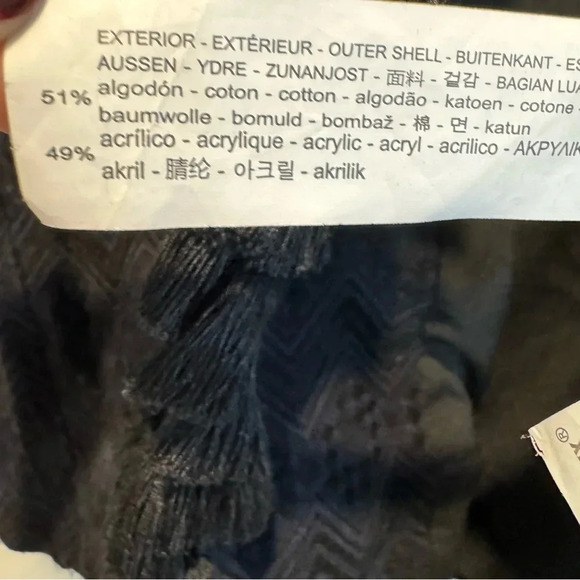 EXTERIOR - EXTÉRIEUR - OUTER SHELL - BUITENKANT -
AUSSEN - YDRE - ZUNANJOST - 面料 - 겉감 - BAGIAN
51% algodón - coton - cotton - algodão - katoen - cotone
baumwolle - bomuld - bombaž - 棉 - 면 - katun
49% acrílico - acrylique - acrylic - acryl - acrilico -
akril - 腈纶 - 아크릴 - akrilik
®